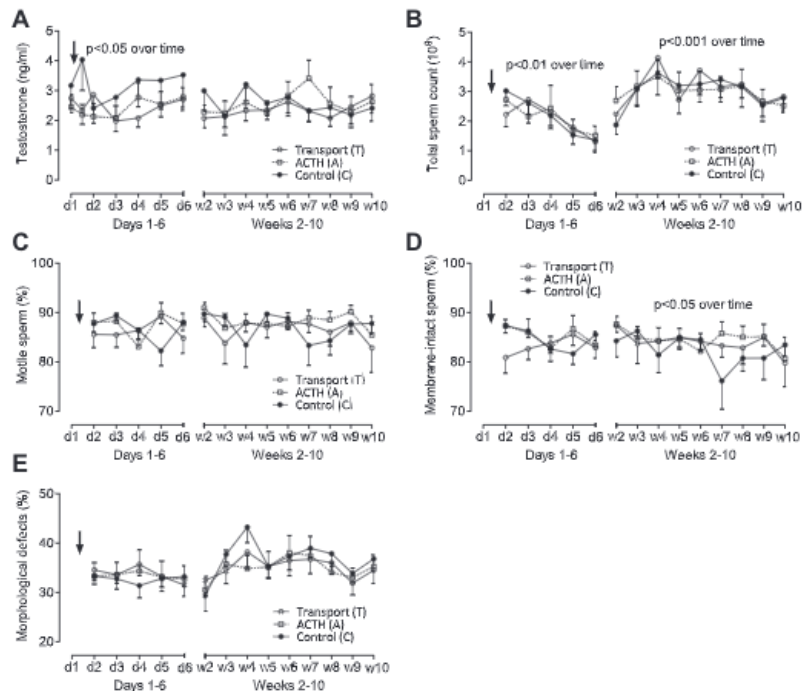 A
Testosterone (ng/ml)
5
4
3
2
1
0
p<0.05 over time
Transport (T)
ACTH (A)
Control (C)
d1 d2 d3 d4 d5 d6 w2 w3 w4 w5 w6 w7 w8 w9 w10
Days 1-6 Weeks 2-10
B
Total sperm count (10⁹)
5
4
3
2
1
0
p<0.01 over time
p<0.001 over time
Transport (T)
ACTH (A)
Control (C)
d1 d2 d3 d4 d5 d6 w2 w3 w4 w5 w6 w7 w8 w9 w10
Days 1-6 Weeks 2-10
C
Motile sperm (%)
100
90
80
70
Transport (T)
ACTH (A)
Control (C)
d1 d2 d3 d4 d5 d6 w2 w3 w4 w5 w6 w7 w8 w9 w10
Days 1-6 Weeks 2-10
D
Membrane-intact sperm (%)
100
90
80
70
Transport (T)
ACTH (A)
Control (C)
p<0.05 over time
d1 d2 d3 d4 d5 d6 w2 w3 w4 w5 w6 w7 w8 w9 w10
Days 1-6 Weeks 2-10
E
Morphological defects (%)
50
40
30
20
Transport (T)
ACTH (A)
Control (C)
d1 d2 d3 d4 d5 d6 w2 w3 w4 w5 w6 w7 w8 w9 w10
Days 1-6 Weeks 2-10